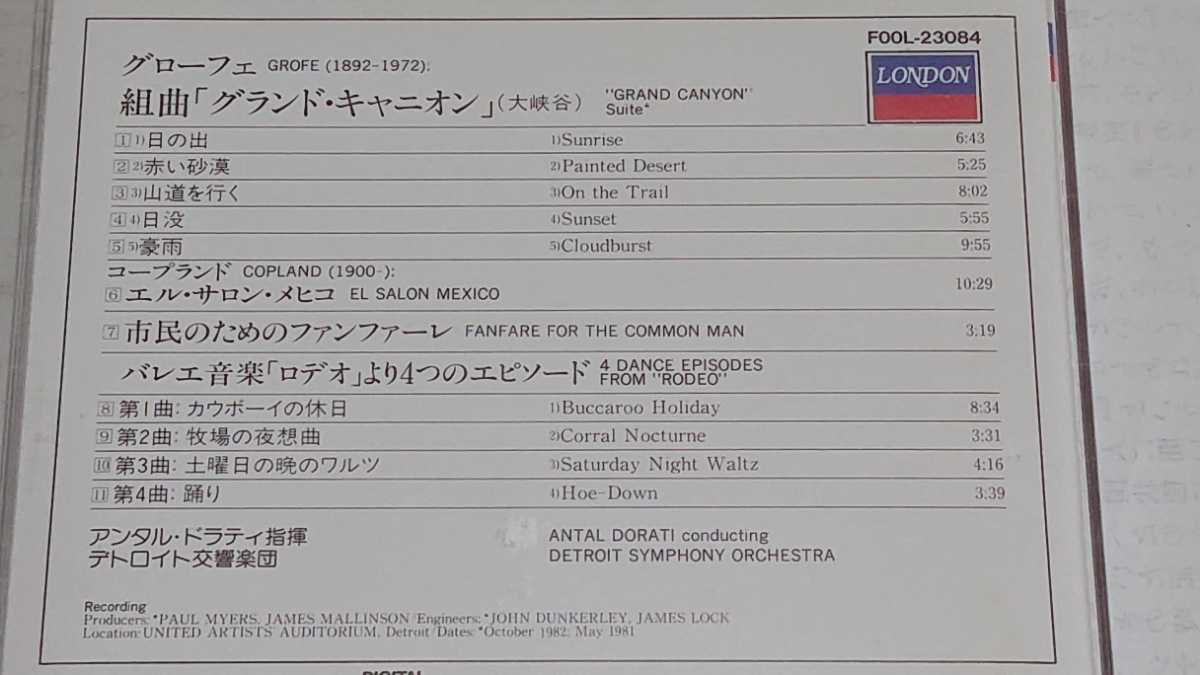 FOOL-23084
LONDON
グローフェ GROFE (1892-1972):
組曲「グランド・キャニオン」(大峡谷) "GRAND CANYON" Suite*
1 1)日の出 1)Sunrise 6:43
2 2)赤い砂漠 2)Painted Desert 5:25
3 3)山道を行く 3)On the Trail 8:02
4 4)日没 4)Sunset 5:55
5 5)豪雨 5)Cloudburst 9:55
コープランド COPLAND (1900-):
6 エル・サロン・メヒコ EL SALON MEXICO 10:29
7 市民のためのファンファーレ FANFARE FOR THE COMMON MAN 3:19
バレエ音楽「ロデオ」より4つのエピソード 4 DANCE EPISODES FROM "RODEO"
8 第1曲: カウボーイの休日 1)Buccaroo Holiday 8:34
9 第2曲: 牧場の夜想曲 2)Corral Nocturne 3:31
10 第3曲: 土曜日の晩のワルツ 3)Saturday Night Waltz 4:16
11 第4曲: 踊り 4)Hoe-Down 3:39
アンタル・ドラティ指揮 ANTAL DORATI conducting
デトロイト交響楽団 DETROIT SYMPHONY ORCHESTRA
Recording
Producers: *PAUL MYERS, JAMES MALLINSON/Engineers: *JOHN DUNKERLEY, JAMES LOCK
Location: UNITED ARTISTS AUDITORIUM, Detroit/Dates: *October 1982; May 1981
DIGITAL